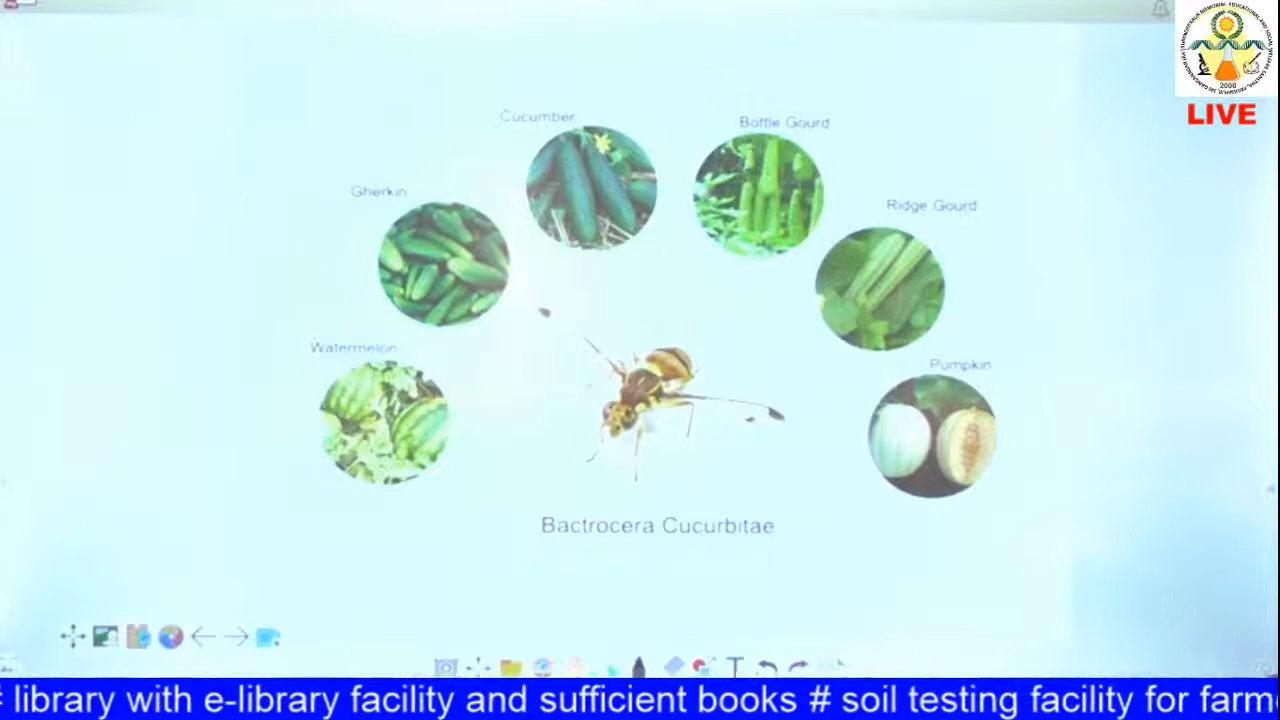 LIVE
2008
Cucumber
Bottle Gourd
Gherkin
Ridge Gourd
Watermelon
Pumpkin
Bactrocera Cucurbitae
# library with e-library facility and sufficient books # soil testing facility for farm